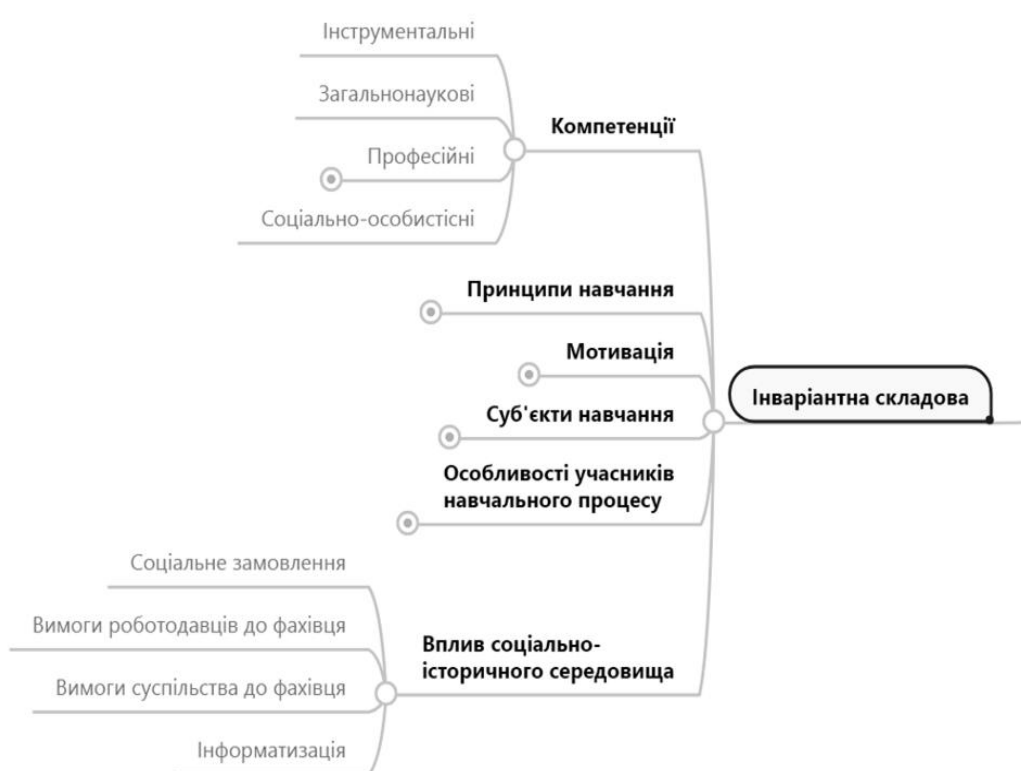 Інструментальні
Загальнонаукові
Компетенції
Професійні
Соціально-особистісні
Принципи навчання
Мотивація
Інваріантна складова
Суб'єкти навчання
Особливості учасників
навчального процесу
Соціальне замовлення
Вимоги роботодавців до фахівця
Вплив соціально-
історичного середовища
Вимоги суспільства до фахівця
Інформатизація